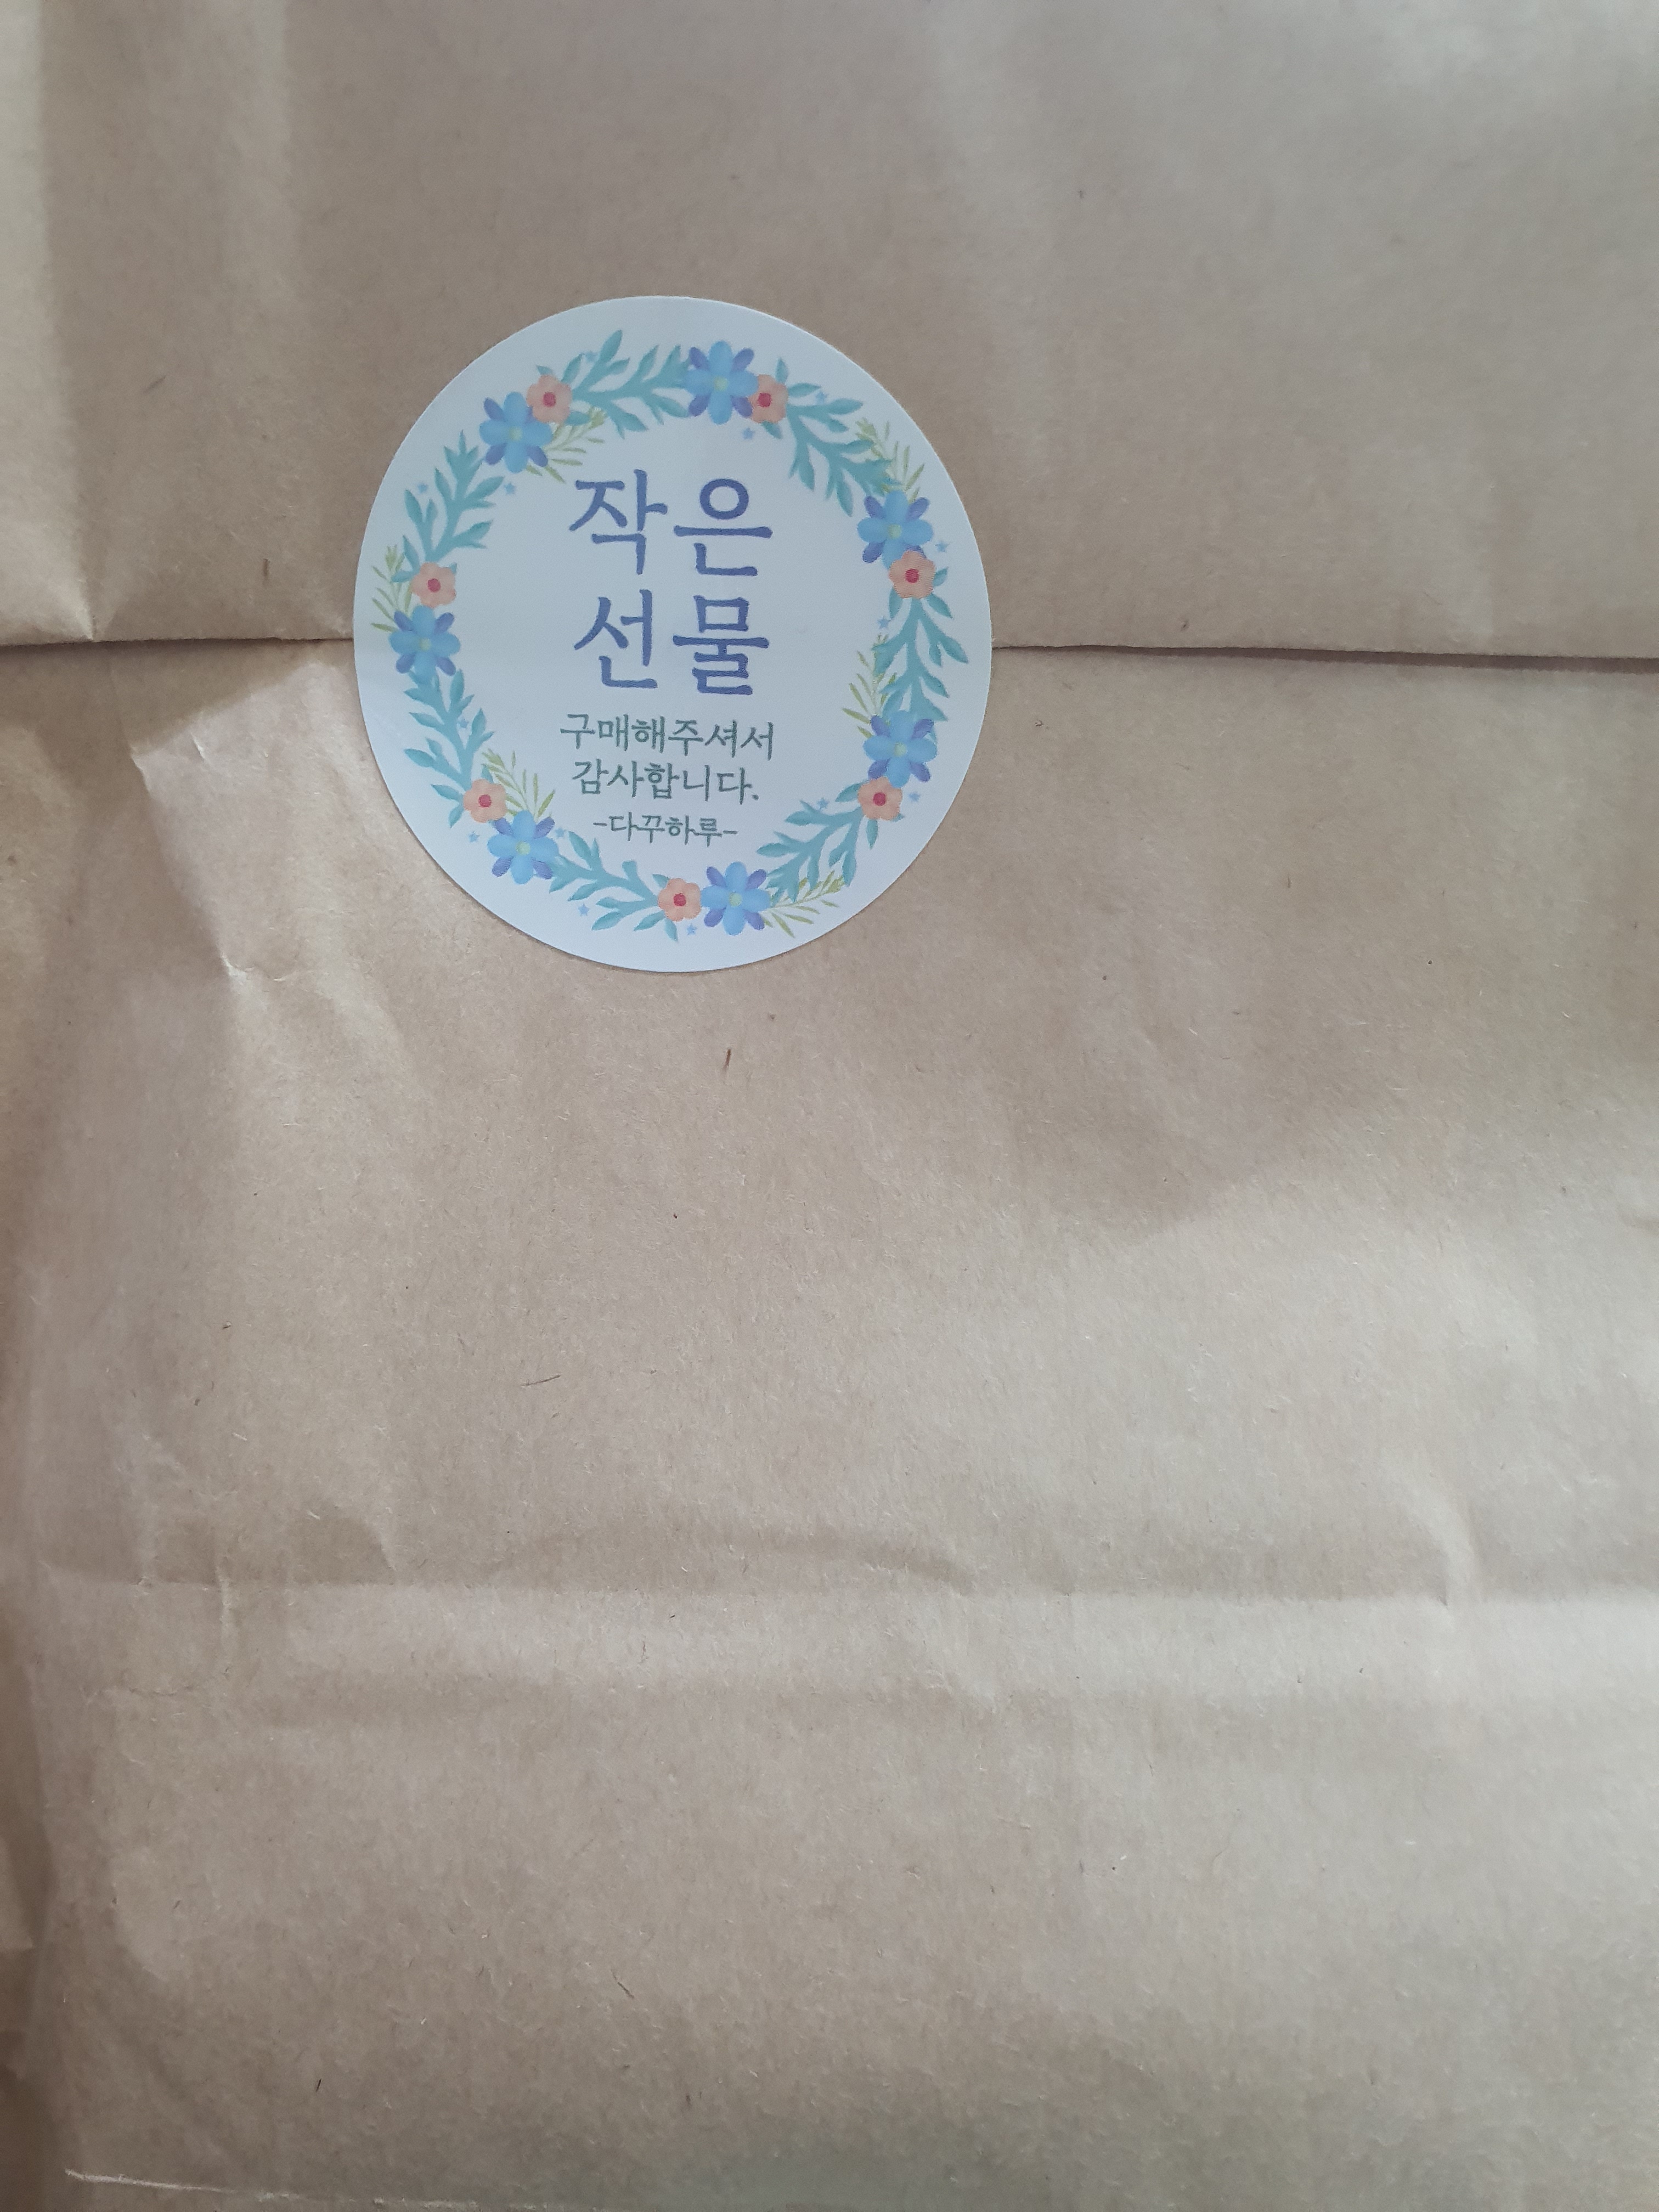 작은
선물
구매해주셔서
감사합니다.
-다꾸하루-